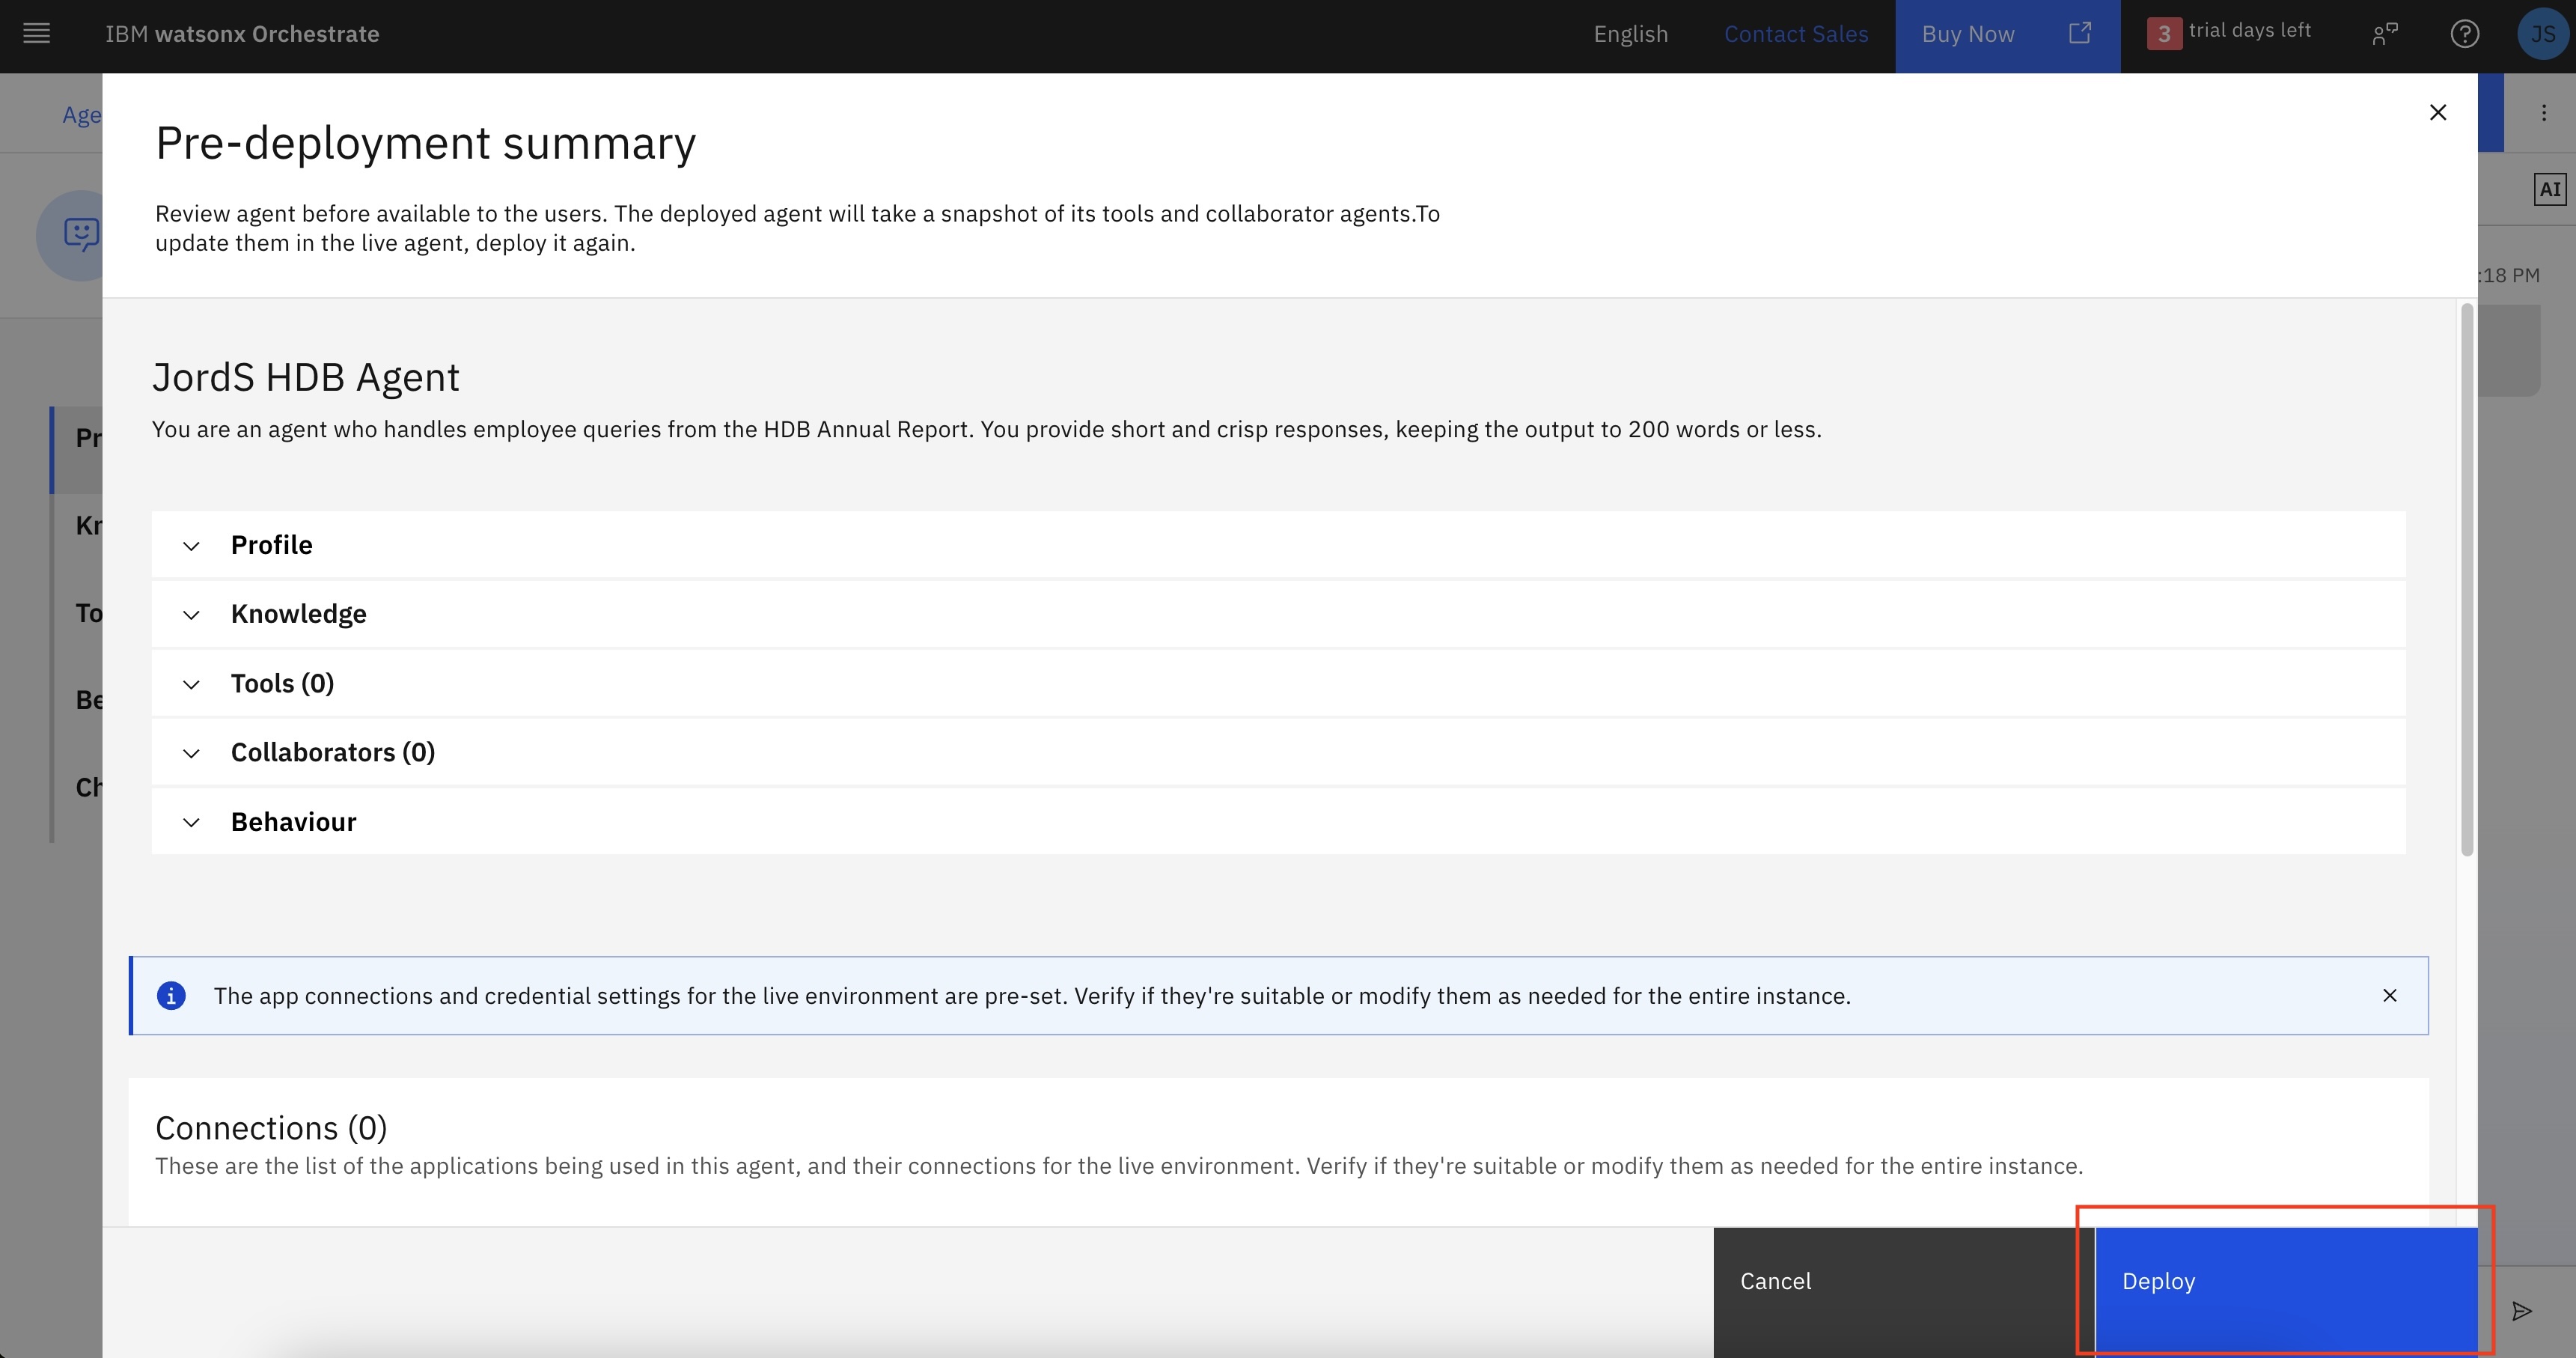 IBM watsonx Orchestrate
English
Contact Sales
Buy Now
3 trial days left
JS
Age
Pre-deployment summary
Review agent before available to the users. The deployed agent will take a snapshot of its tools and collaborator agents.To
update them in the live agent, deploy it again.
AI
:18 PM
JordS HDB Agent
You are an agent who handles employee queries from the HDB Annual Report. You provide short and crisp responses, keeping the output to 200 words or less.
Pr
Kr
To
Be
Ch
Profile
Knowledge
Tools (0)
Collaborators (0)
Behaviour
The app connections and credential settings for the live environment are pre-set. Verify if they're suitable or modify them as needed for the entire instance.
Connections (0)
These are the list of the applications being used in this agent, and their connections for the live environment. Verify if they're suitable or modify them as needed for the entire instance.
Cancel
Deploy